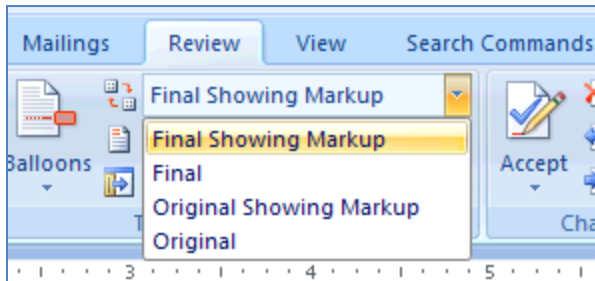 Mailings Review View Search Commands
Final Showing Markup
Final Showing Markup
Balloons Final Accept
Original Showing Markup
Original
3 4 5